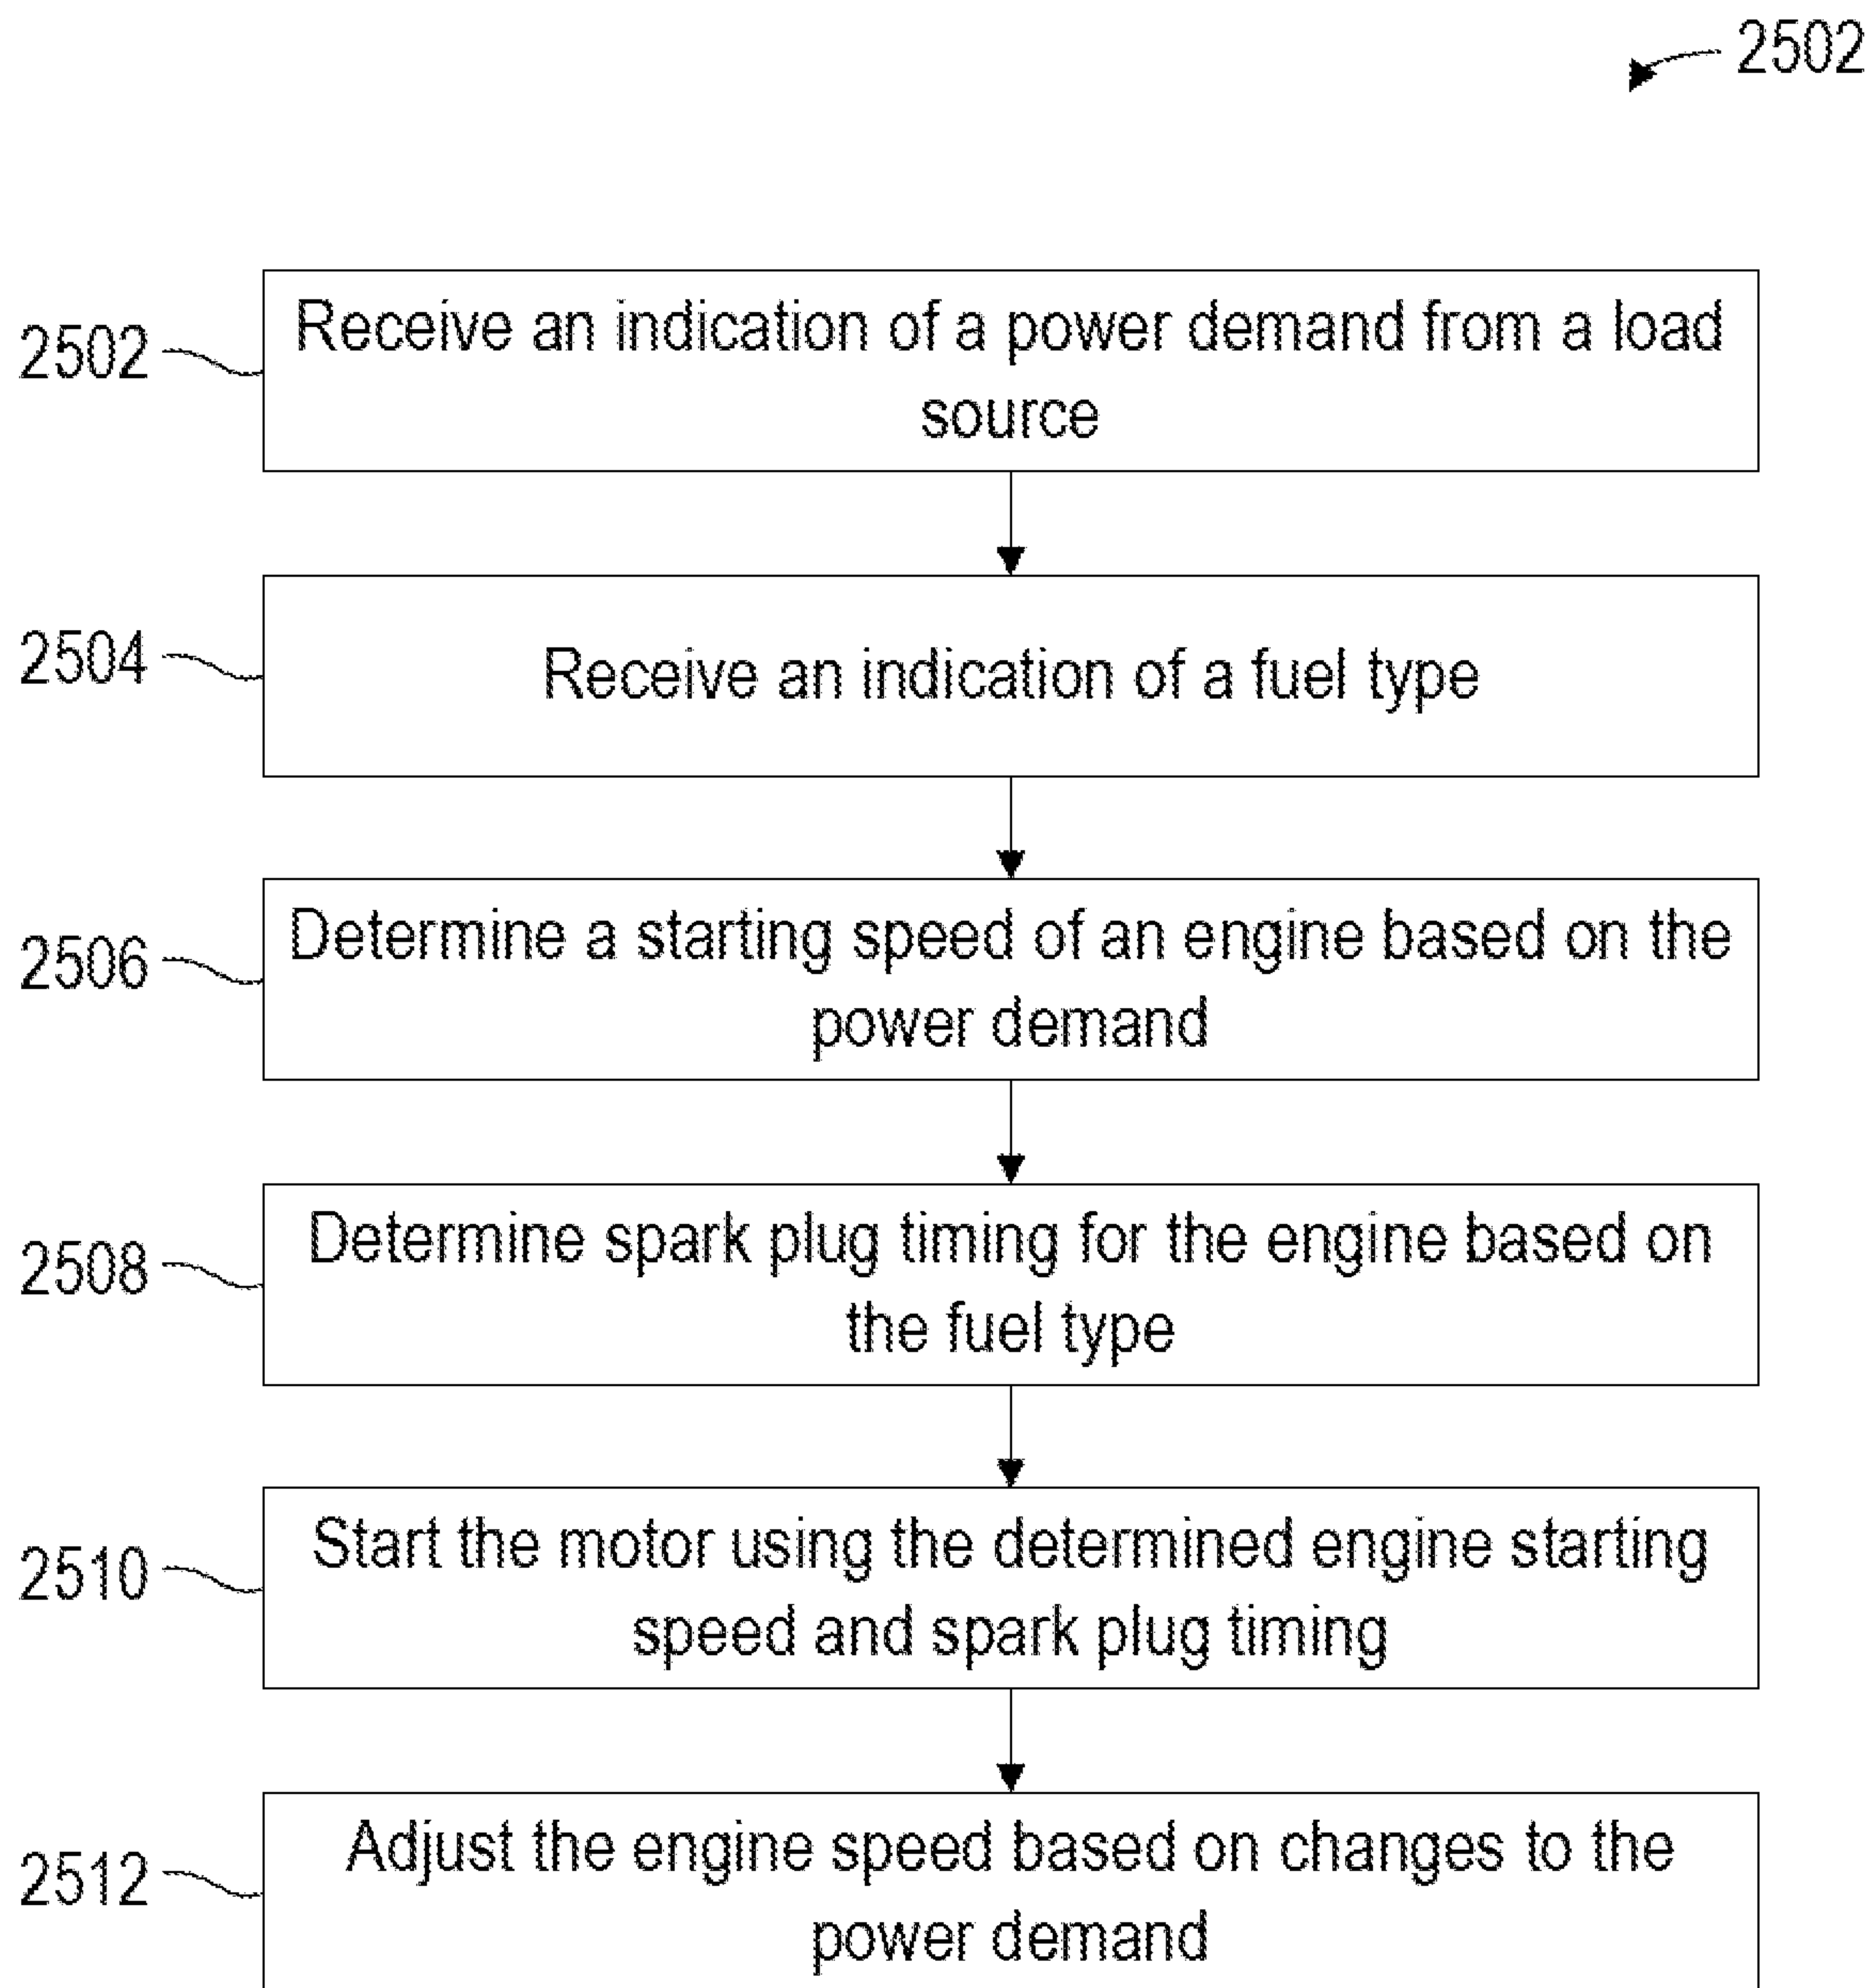 2502
2502
Receive an indication of a power demand from a load
source
2504
Receive an indication of a fuel type
2506
Determine a starting speed of an engine based on the
power demand
2508
Determine spark plug timing for the engine based on
the fuel type
2510
Start the motor using the determined engine starting
speed and spark plug timing
2512
Adjust the engine speed based on changes to the
power demand